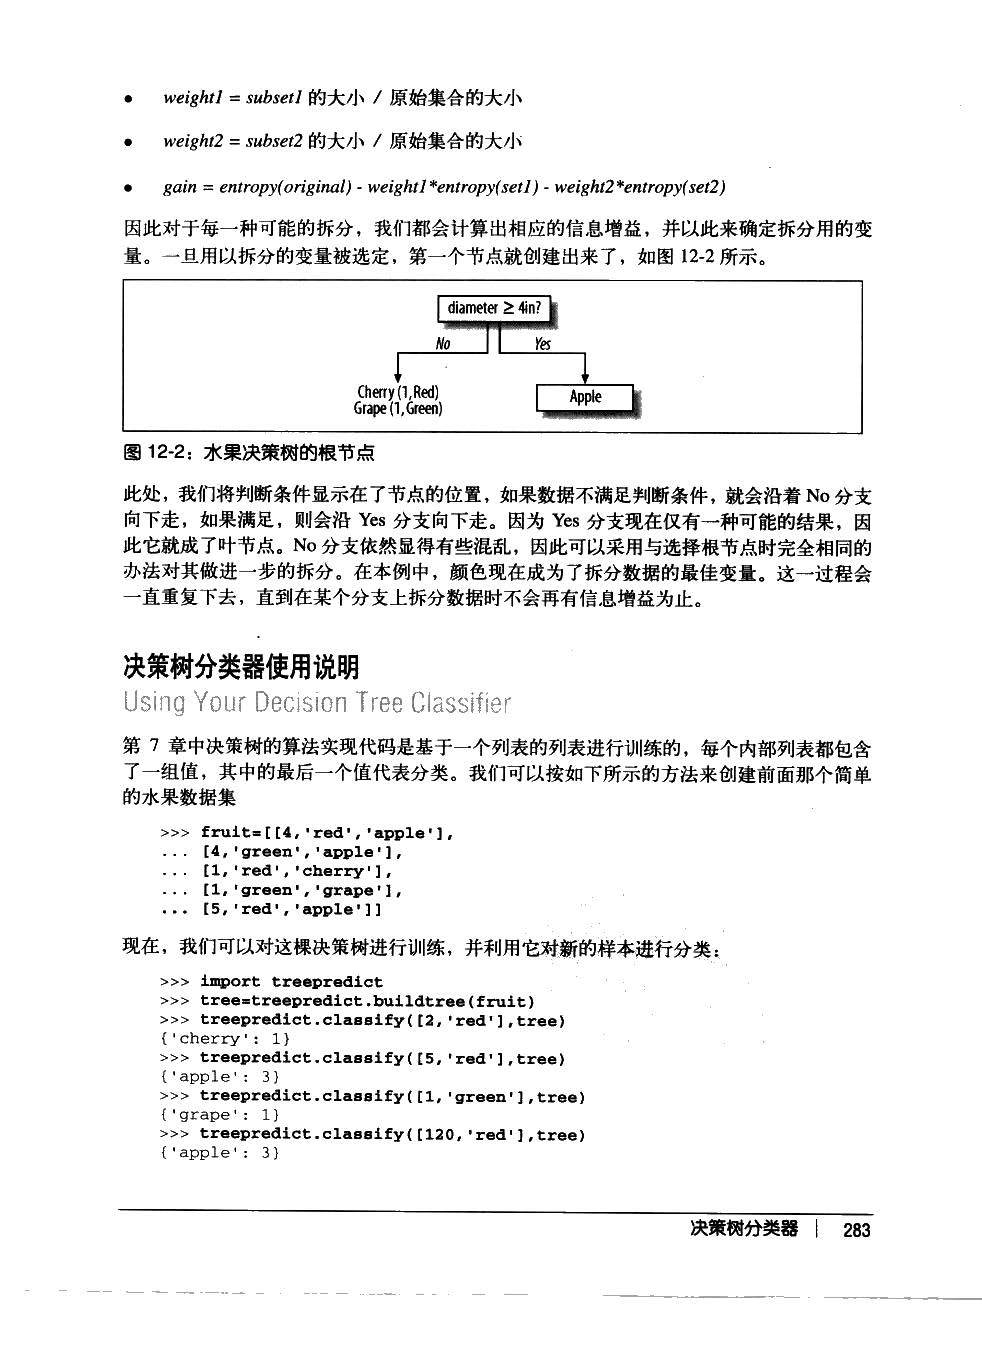 • weight1 = subset1 的大小 / 原始集合的大小
• weight2 = subset2 的大小 / 原始集合的大小
• gain = entropy(original) - weight1*entropy(set1) - weight2*entropy(set2)
因此对于每一种可能的拆分，我们都会计算出相应的信息增益，并以此来确定拆分用的变
量。一旦用以拆分的变量被选定，第一个节点就创建出来了，如图 12-2 所示。
diameter ≥ 4in?
No Yes
Cherry (1,Red)
Grape (1,Green)
Apple
图 12-2：水果决策树的根节点
此处，我们将判断条件显示在了节点的位置，如果数据不满足判断条件，就会沿着 No 分支
向下走，如果满足，则会沿 Yes 分支向下走。因为 Yes 分支现在仅有一种可能的结果，因
此它就成了叶节点。No 分支依然显得有些混乱，因此可以采用与选择根节点时完全相同的
办法对其做进一步的拆分。在本例中，颜色现在成为了拆分数据的最佳变量。这一过程会
一直重复下去，直到在某个分支上拆分数据时不会再有信息增益为止。
决策树分类器使用说明
Using Your Decision Tree Classifier
第 7 章中决策树的算法实现代码是基于一个列表的列表进行训练的，每个内部列表都包含
了一组值，其中的最后一个值代表分类。我们可以按如下所示的方法来创建前面那个简单
的水果数据集
>>> fruit=[[4,'red','apple'],
... [4,'green','apple'],
... [1,'red','cherry'],
... [1,'green','grape'],
... [5,'red','apple']]
现在，我们可以对这棵决策树进行训练，并利用它对新的样本进行分类：
>>> import treepredict
>>> tree=treepredict.buildtree(fruit)
>>> treepredict.classify([2,'red'],tree)
{'cherry': 1}
>>> treepredict.classify([5,'red'],tree)
{'apple': 3}
>>> treepredict.classify([1,'green'],tree)
{'grape': 1}
>>> treepredict.classify([120,'red'],tree)
{'apple': 3}
决策树分类器 | 283